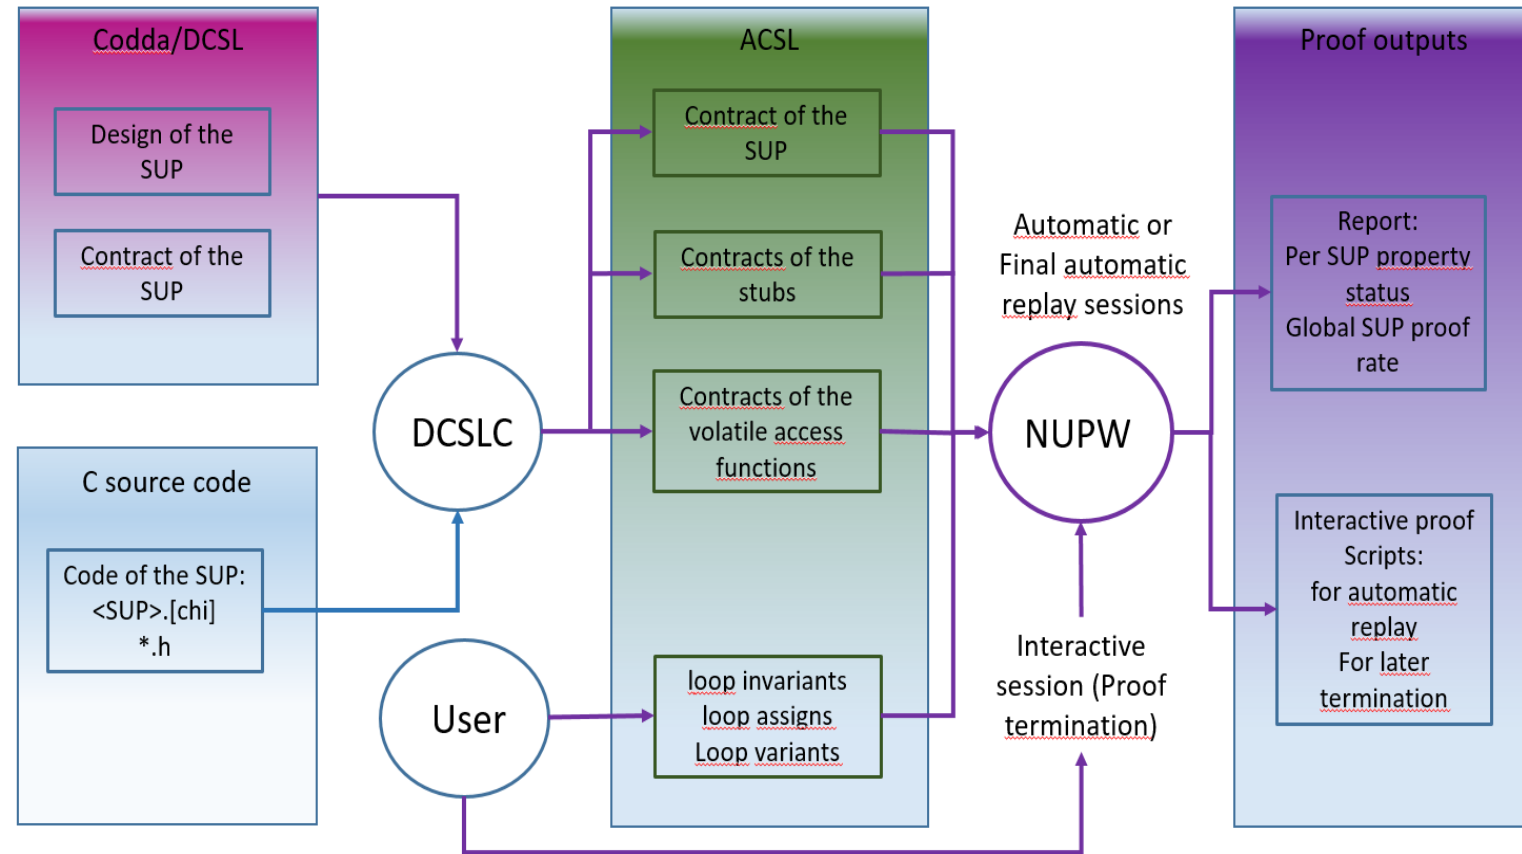 Codda/DCSL
Design of the
SUP
Contract of the
SUP
C source code
Code of the SUP:
<SUP>.[chi]
*.h
DCSLC
User
ACSL
Contract of the
SUP
Contracts of the
stubs
Contracts of the
volatile access
functions
loop invariants
loop assigns
Loop variants
Automatic or
Final automatic
replay sessions
NUPW
Interactive
session (Proof
termination)
Proof outputs
Report:
Per SUP property
status
Global SUP proof
rate
Interactive proof
Scripts:
for automatic
replay
For later
termination